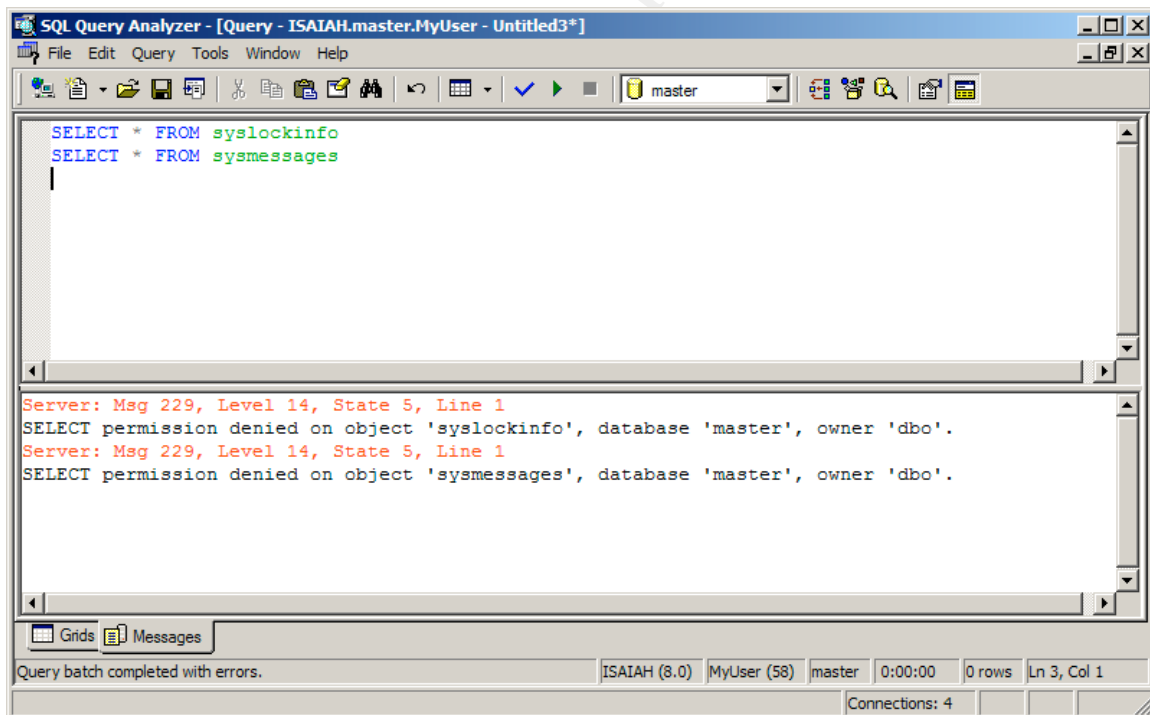 SQL Query Analyzer - [Query - ISAIAH.master.MyUser - Untitled3*]
File Edit Query Tools Window Help
master
SELECT * FROM syslockinfo
SELECT * FROM sysmessages
Server: Msg 229, Level 14, State 5, Line 1
SELECT permission denied on object 'syslockinfo', database 'master', owner 'dbo'.
Server: Msg 229, Level 14, State 5, Line 1
SELECT permission denied on object 'sysmessages', database 'master', owner 'dbo'.
Grids Messages
Query batch completed with errors. ISAIAH (8.0) MyUser (58) master 0:00:00 0 rows Ln 3, Col 1
Connections: 4